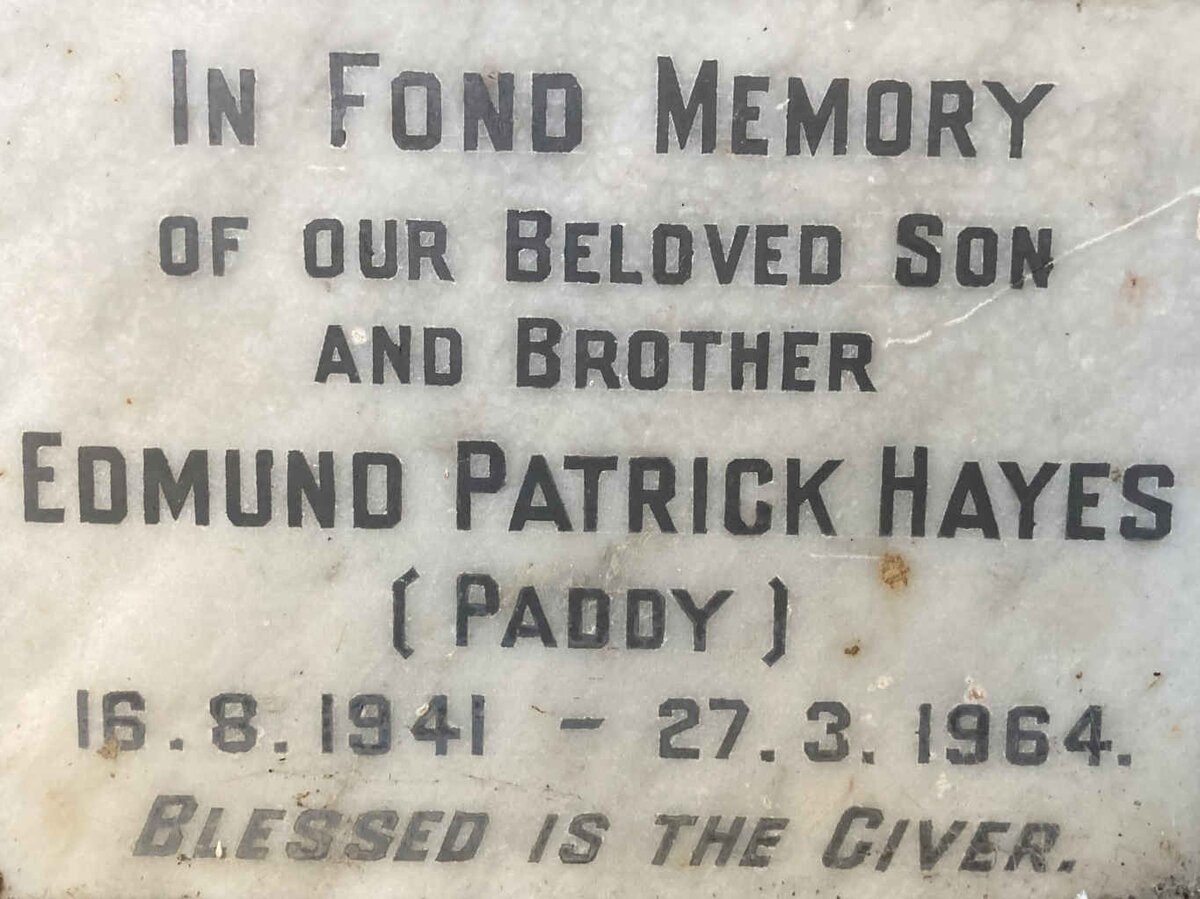 IN FOND MEMORY
OF OUR BELOVED SON
AND BROTHER
EDMUND PATRICK HAYES
(PADDY)
16.8.1941 - 27.3.1964.
BLESSED IS THE GIVER.